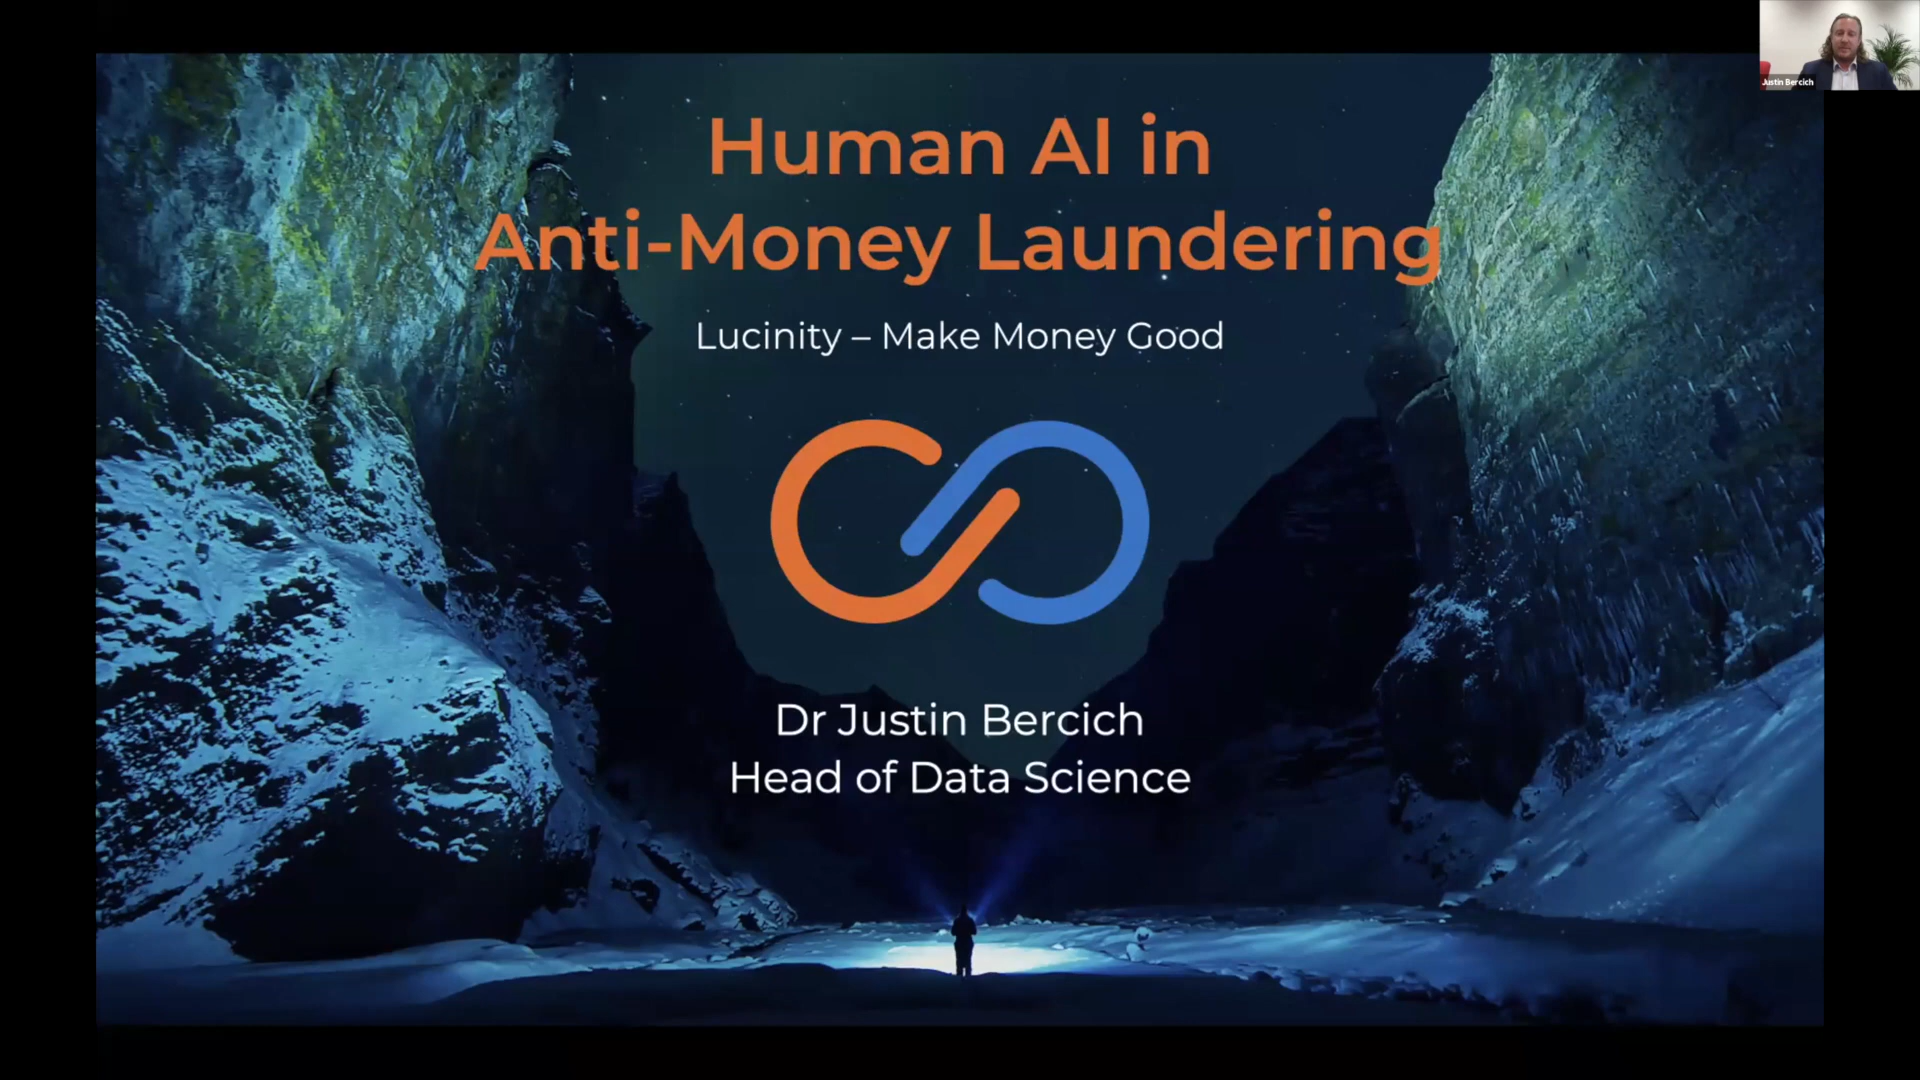 Human AI in
Anti-Money Laundering
Lucinity – Make Money Good
Dr Justin Bercich
Head of Data Science
Justin Bercich